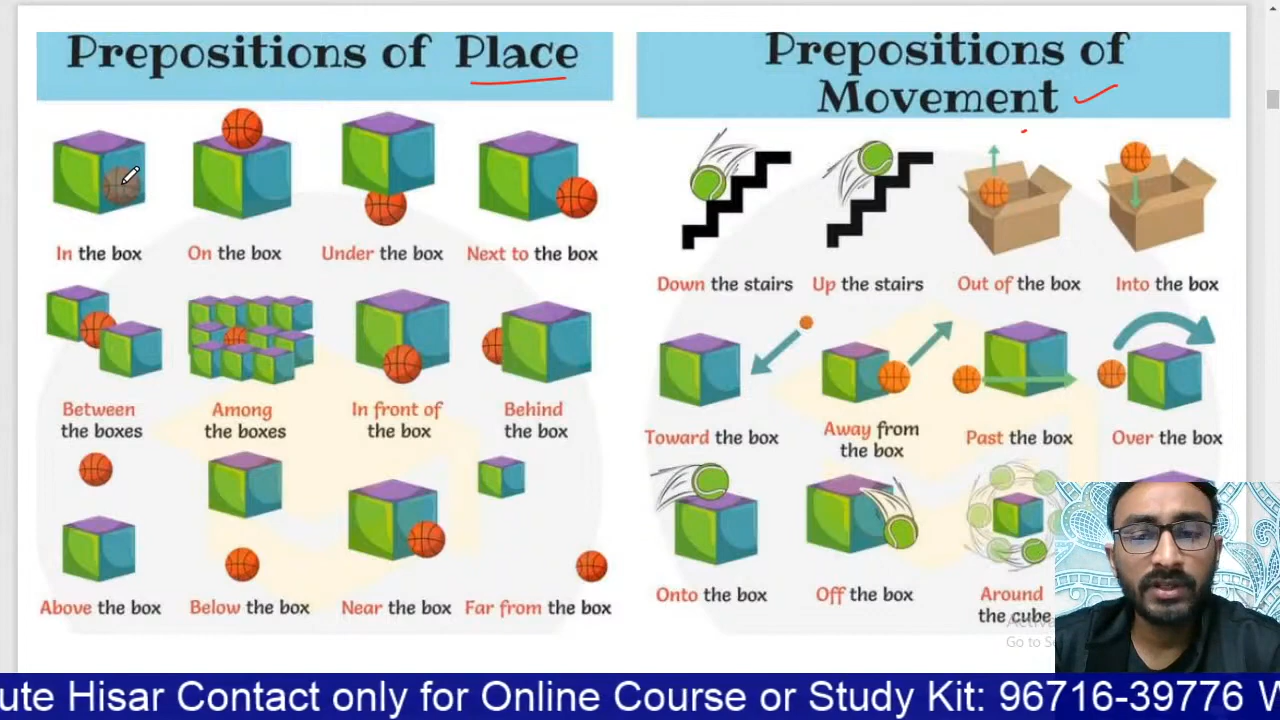 Prepositions of Place
In the box
On the box
Under the box
Next to the box
Between
the boxes
Among
the boxes
In front of
the box
Behind
the box
Above the box
Below the box
Near the box
Far from the box
Prepositions of
Movement
Down the stairs
Up the stairs
Out of the box
Into the box
Toward the box
Away from
the box
Past the box
Over the box
Onto the box
Off the box
Around
the cube
Go to
ute Hisar Contact only for Online Course or Study Kit: 96716-39776 W